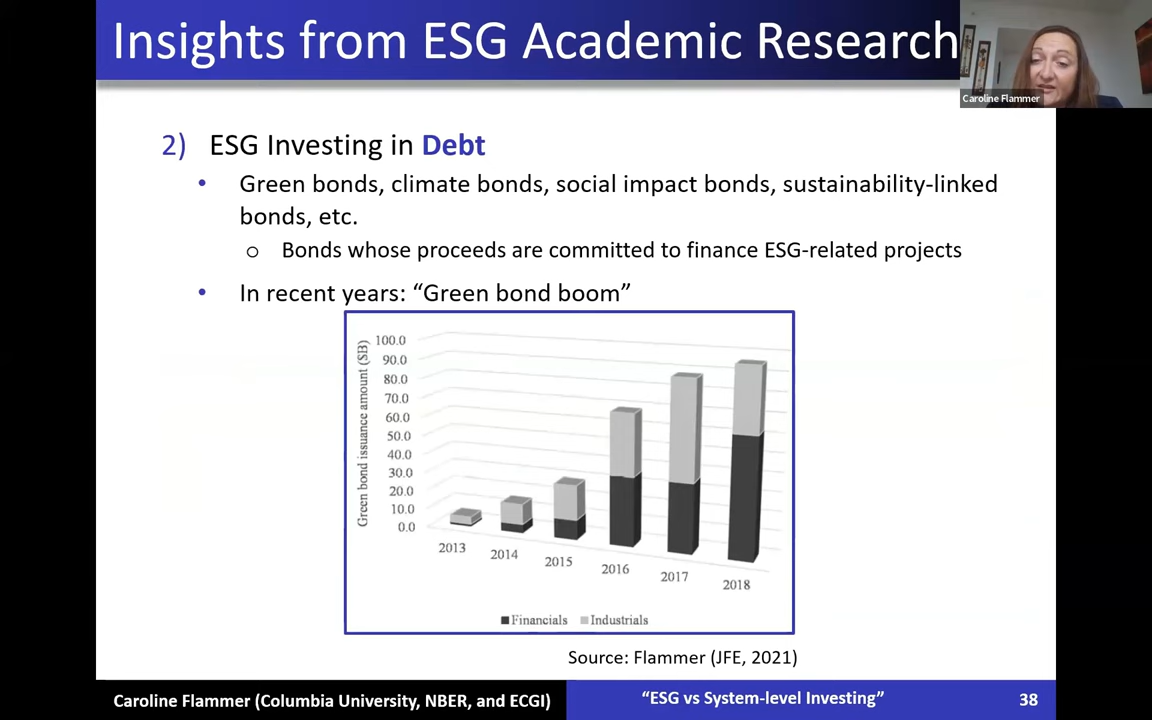 Insights from ESG Academic Research
Caroline Flammer
2) ESG Investing in Debt
• Green bonds, climate bonds, social impact bonds, sustainability-linked
bonds, etc.
o Bonds whose proceeds are committed to finance ESG-related projects
• In recent years: “Green bond boom”
Green bond issuance amount ($B)
100.0
90.0
80.0
70.0
60.0
50.0
40.0
30.0
20.0
10.0
0.0
2013
2014
2015
2016
2017
2018
Financials Industrials
Source: Flammer (JFE, 2021)
Caroline Flammer (Columbia University, NBER, and ECGI) “ESG vs System-level Investing” 38